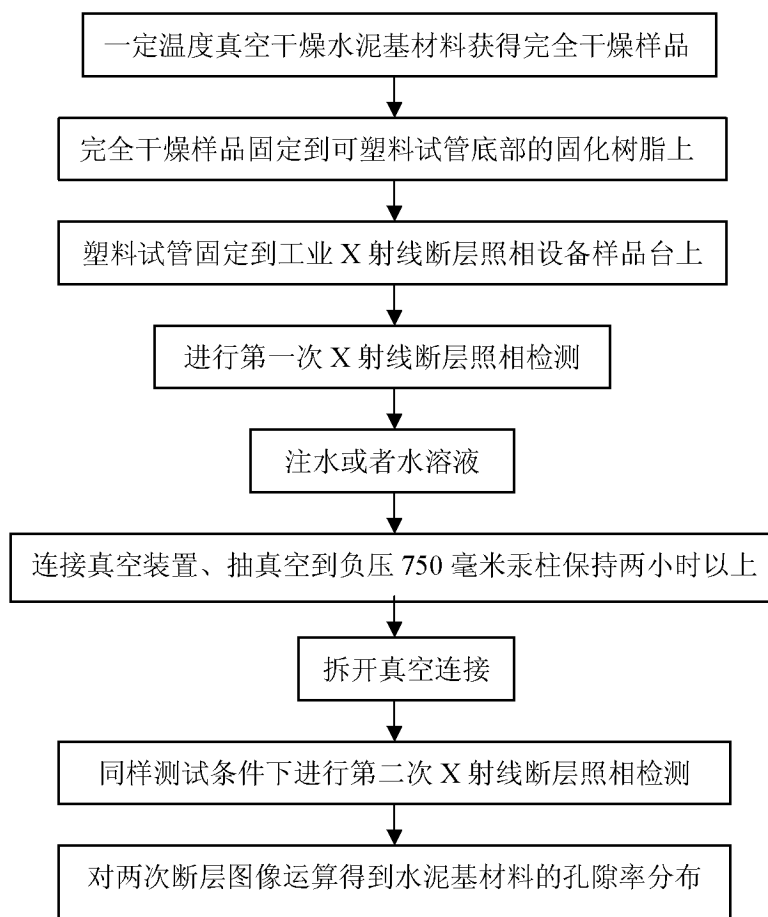 一定温度真空干燥水泥基材料获得完全干燥样品
完全干燥样品固定到可塑料试管底部的固化树脂上
塑料试管固定到工业 X 射线断层照相设备样品台上
进行第一次 X 射线断层照相检测
注水或者水溶液
连接真空装置、抽真空到负压 750 毫米汞柱保持两小时以上
拆开真空连接
同样测试条件下进行第二次 X 射线断层照相检测
对两次断层图像运算得到水泥基材料的孔隙率分布